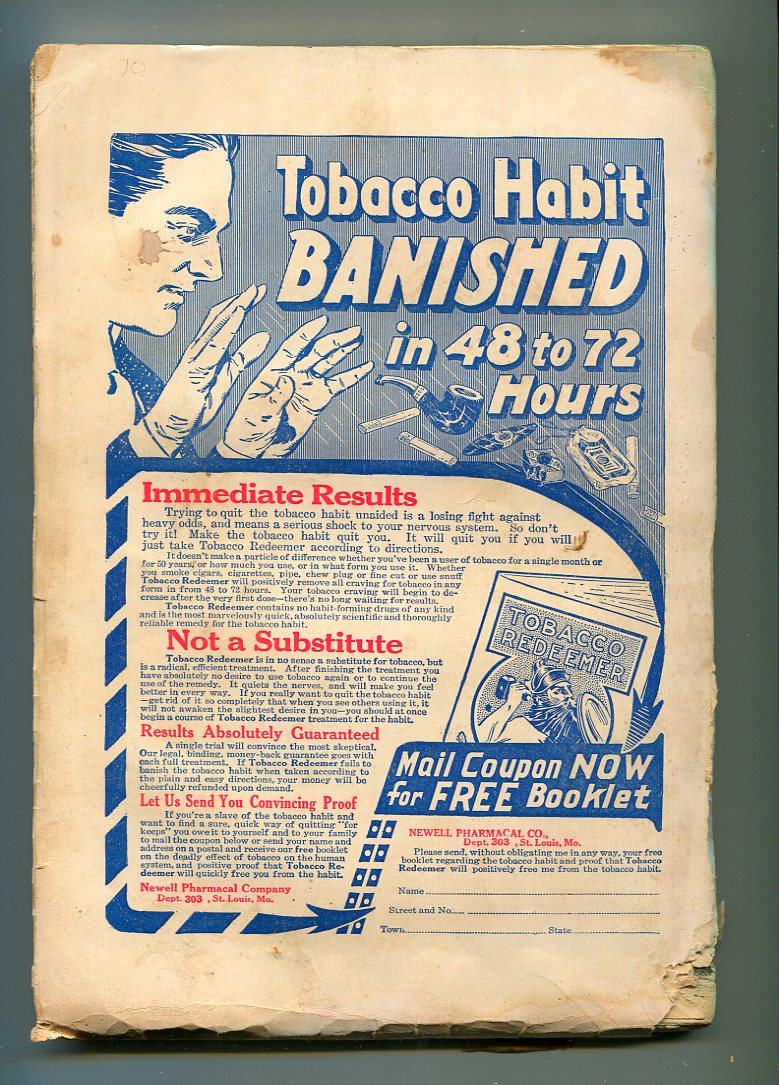 10
Tobacco Habit
BANISHED
in 48 to 72
Hours
Immediate Results
Trying to quit the tobacco habit unaided is a losing fight against
heavy odds, and means a serious shock to your nervous system. So don't
try it! Make the tobacco habit quit you. It will quit you if you will
just take Tobacco Redeemer according to directions.
It doesn't make a particle of difference whether you've been a user of tobacco for a single month or
for 50 years, or how much you use, or in what form you use it. Whether
you smoke cigars, cigarettes, pipe, chew plug or fine cut or use snuff
Tobacco Redeemer will positively remove all craving for tobacco in any
form in from 48 to 72 hours. Your tobacco craving will begin to de-
crease after the very first dose—there's no long waiting for results.
Tobacco Redeemer contains no habit-forming drugs of any kind
and is the most marvelously quick, absolutely scientific and thoroughly
reliable remedy for the tobacco habit.
Not a Substitute
Tobacco Redeemer is in no sense a substitute for tobacco, but
is a radical, efficient treatment. After finishing the treatment you
have absolutely no desire to use tobacco again or to continue the
use of the remedy. It quiets the nerves, and will make you feel
better in every way. If you really want to quit the tobacco habit
—get rid of it so completely that when you see others using it, it
will not awaken the slightest desire in you—you should at once
begin a course of Tobacco Redeemer treatment for the habit.
Results Absolutely Guaranteed
A single trial will convince the most skeptical.
Our legal, binding, money-back guarantee goes with
each full treatment. If Tobacco Redeemer fails to
banish the tobacco habit when taken according to
the plain and easy directions, your money will be
cheerfully refunded upon demand.
Let Us Send You Convincing Proof
If you're a slave of the tobacco habit and
want to find a sure, quick way of quitting "for
keeps" you owe it to yourself and to your family
to mail the coupon below or send your name and
address on a postal and receive our free booklet
on the deadly effect of tobacco on the human
system, and positive proof that Tobacco Re-
deemer will quickly free you from the habit.
Newell Pharmacal Company
Dept. 303 , St. Louis, Mo.
TOBACCO
REDEEMER
Mail Coupon NOW
for FREE Booklet
NEWELL PHARMACAL CO.,
Dept. 303 , St. Louis, Mo.
Please send, without obligating me in any way, your free
booklet regarding the tobacco habit and proof that Tobacco
Redeemer will positively free me from the tobacco habit.
Name
Street and No.
Town State